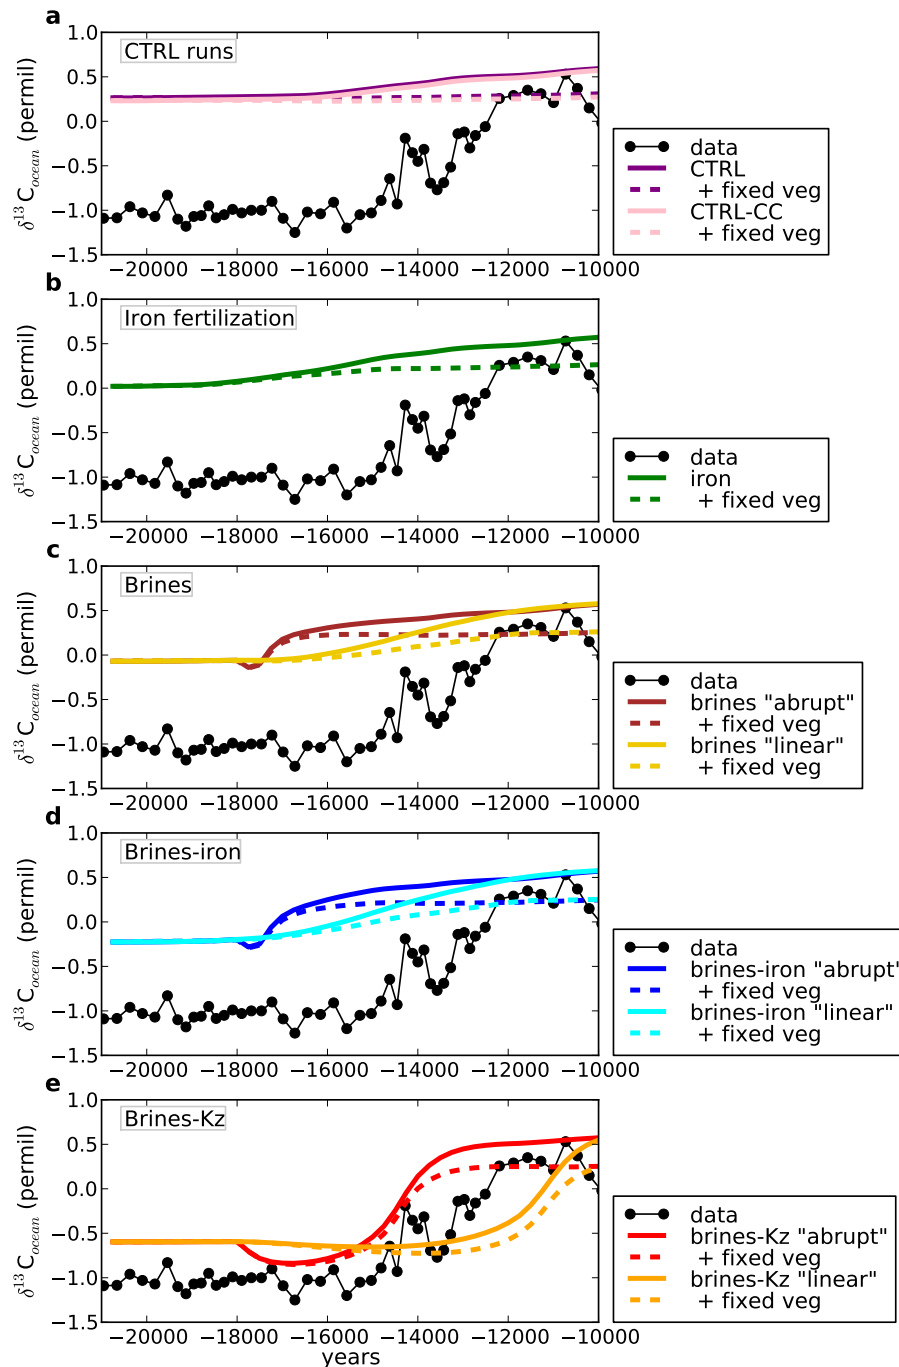 a
CTRL runs
1.0
0.5
0.0
−0.5
−1.0
−1.5
δ¹³C_ocean (permil)
−20000 −18000 −16000 −14000 −12000 −10000
data
CTRL
+ fixed veg
CTRL-CC
+ fixed veg
b
Iron fertilization
1.0
0.5
0.0
−0.5
−1.0
−1.5
δ¹³C_ocean (permil)
−20000 −18000 −16000 −14000 −12000 −10000
data
iron
+ fixed veg
c
Brines
1.0
0.5
0.0
−0.5
−1.0
−1.5
δ¹³C_ocean (permil)
−20000 −18000 −16000 −14000 −12000 −10000
data
brines "abrupt"
+ fixed veg
brines "linear"
+ fixed veg
d
Brines-iron
1.0
0.5
0.0
−0.5
−1.0
−1.5
δ¹³C_ocean (permil)
−20000 −18000 −16000 −14000 −12000 −10000
data
brines-iron "abrupt"
+ fixed veg
brines-iron "linear"
+ fixed veg
e
Brines-Kz
1.0
0.5
0.0
−0.5
−1.0
−1.5
δ¹³C_ocean (permil)
−20000 −18000 −16000 −14000 −12000 −10000
years
data
brines-Kz "abrupt"
+ fixed veg
brines-Kz "linear"
+ fixed veg